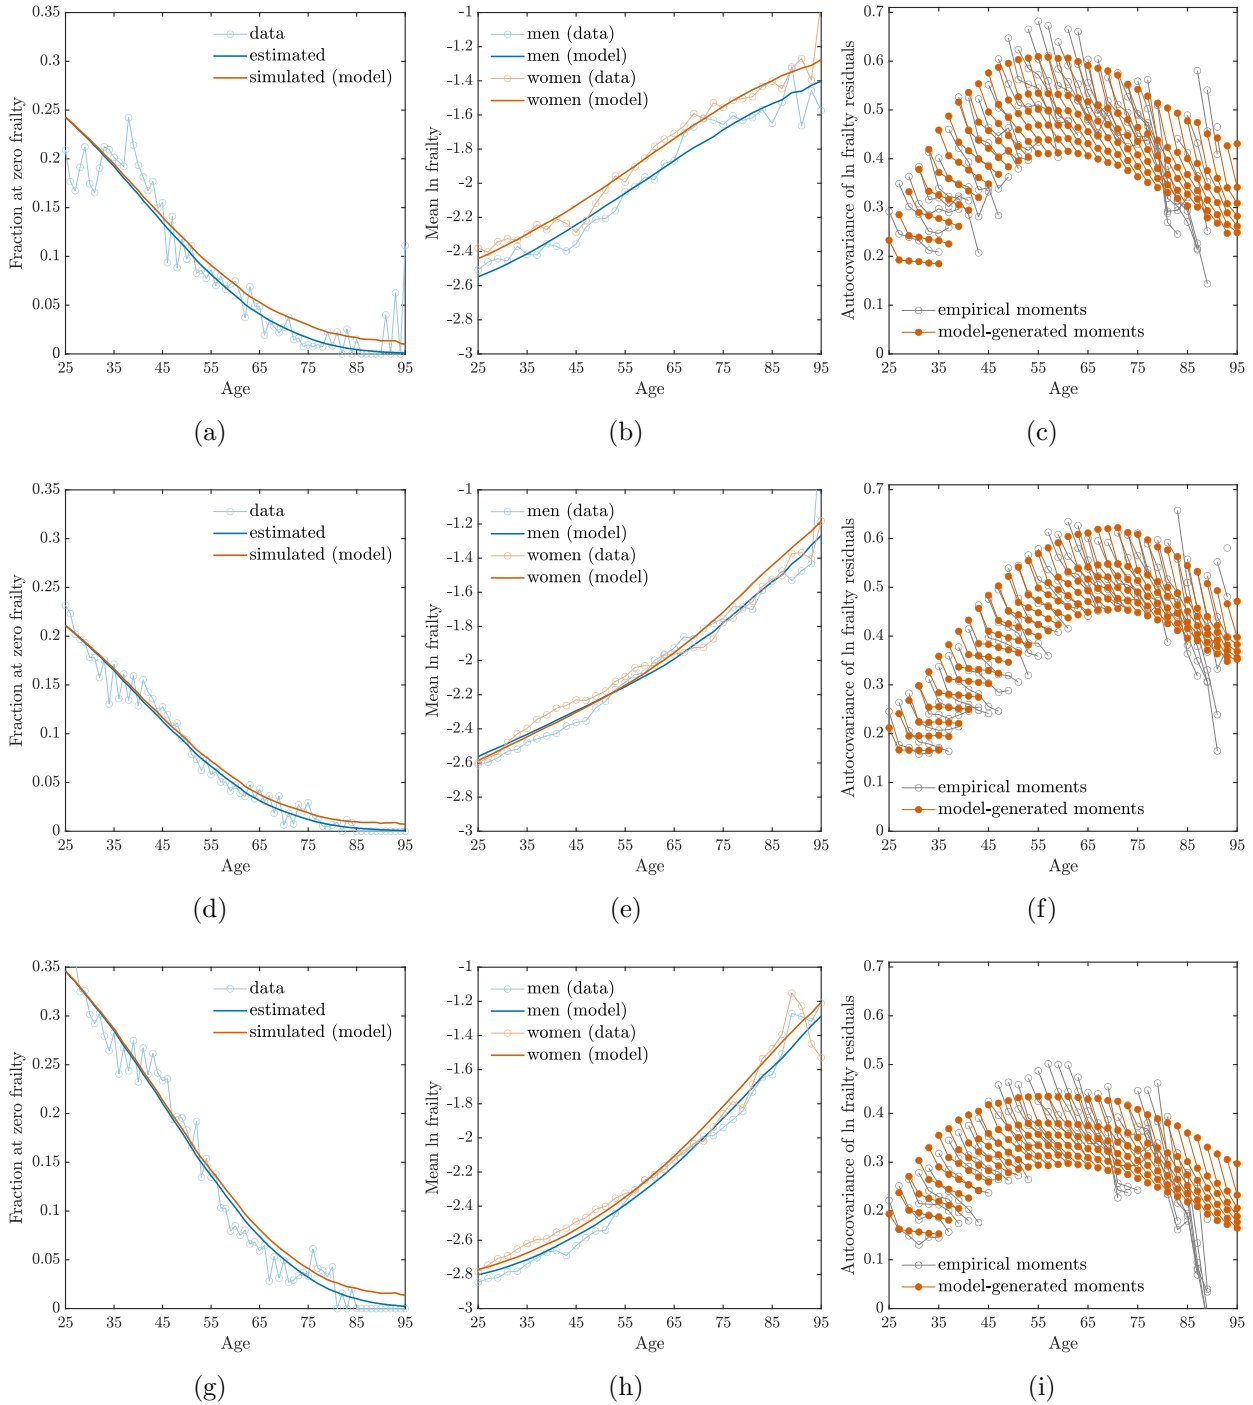 0.35
0.3
0.25
0.2
0.15
0.1
0.05
0
25 35 45 55 65 75 85 95
Fraction at zero frailty
Age
data
estimated
simulated (model)
(a)
-1
-1.2
-1.4
-1.6
-1.8
-2
-2.2
-2.4
-2.6
-2.8
-3
25 35 45 55 65 75 85 95
Mean ln frailty
Age
men (data)
men (model)
women (data)
women (model)
(b)
0.7
0.6
0.5
0.4
0.3
0.2
0.1
0
25 35 45 55 65 75 85 95
Autocovariance of ln frailty residuals
Age
empirical moments
model-generated moments
(c)
0.35
0.3
0.25
0.2
0.15
0.1
0.05
0
25 35 45 55 65 75 85 95
Fraction at zero frailty
Age
data
estimated
simulated (model)
(d)
-1
-1.2
-1.4
-1.6
-1.8
-2
-2.2
-2.4
-2.6
-2.8
-3
25 35 45 55 65 75 85 95
Mean ln frailty
Age
men (data)
men (model)
women (data)
women (model)
(e)
0.7
0.6
0.5
0.4
0.3
0.2
0.1
0
25 35 45 55 65 75 85 95
Autocovariance of ln frailty residuals
Age
empirical moments
model-generated moments
(f)
0.35
0.3
0.25
0.2
0.15
0.1
0.05
0
25 35 45 55 65 75 85 95
Fraction at zero frailty
Age
data
estimated
simulated (model)
(g)
-1
-1.2
-1.4
-1.6
-1.8
-2
-2.2
-2.4
-2.6
-2.8
-3
25 35 45 55 65 75 85 95
Mean ln frailty
Age
men (data)
men (model)
women (data)
women (model)
(h)
0.7
0.6
0.5
0.4
0.3
0.2
0.1
0
25 35 45 55 65 75 85 95
Autocovariance of ln frailty residuals
Age
empirical moments
model-generated moments
(i)